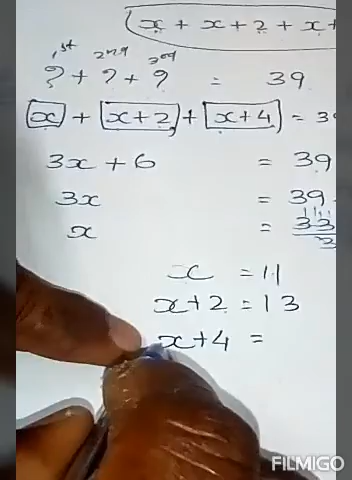 x + x + 2 + x +
1st 2nd 3rd
? + ? + ? = 39
x + x+2 + x+4 = 39
3x + 6 = 39
3x = 39
x = 33
3
x = 11
x+2 = 13
x+4 =
FILMIGO